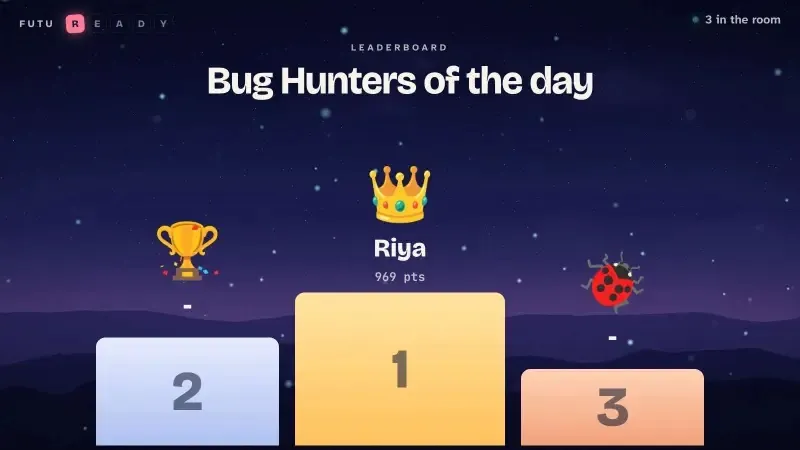 FUTU R E A D Y
3 in the room
LEADERBOARD
Bug Hunters of the day
Riya
969 pts
-
-
2
1
3